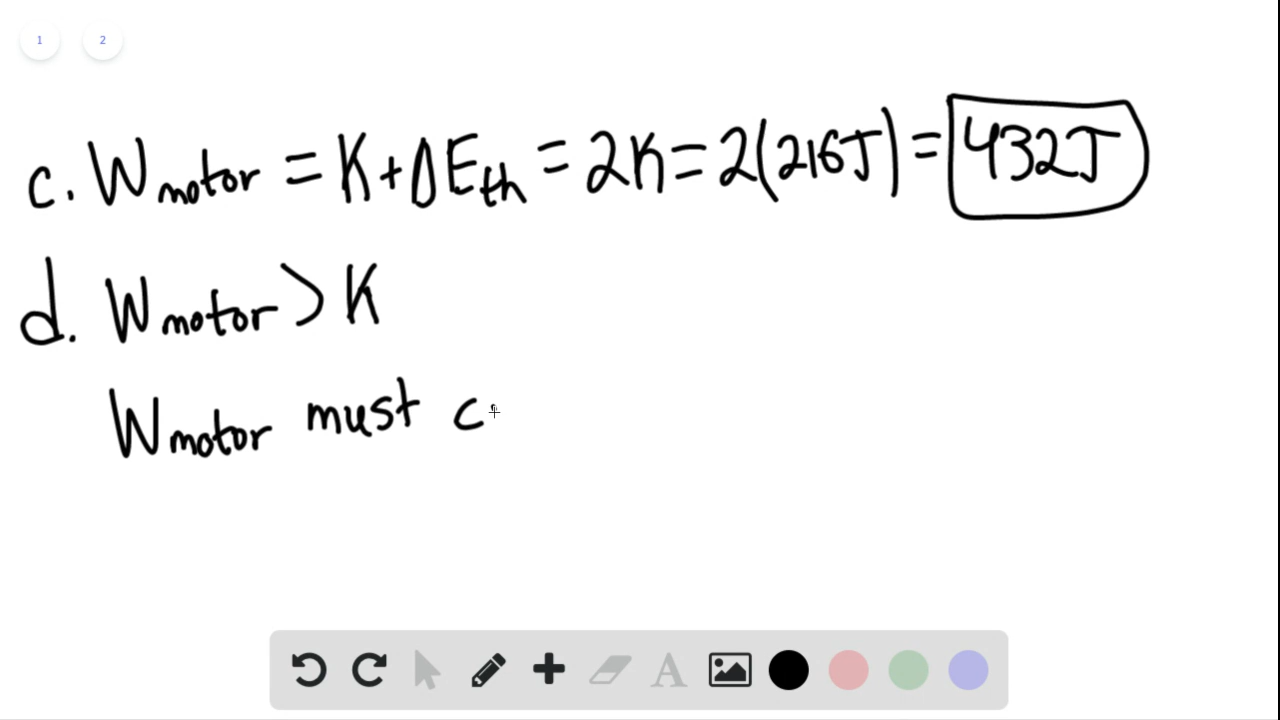 1 2
c. Wmotor = K + ΔEth = 2K = 2(216J) = 432J
d. Wmotor > K
Wmotor must c
A